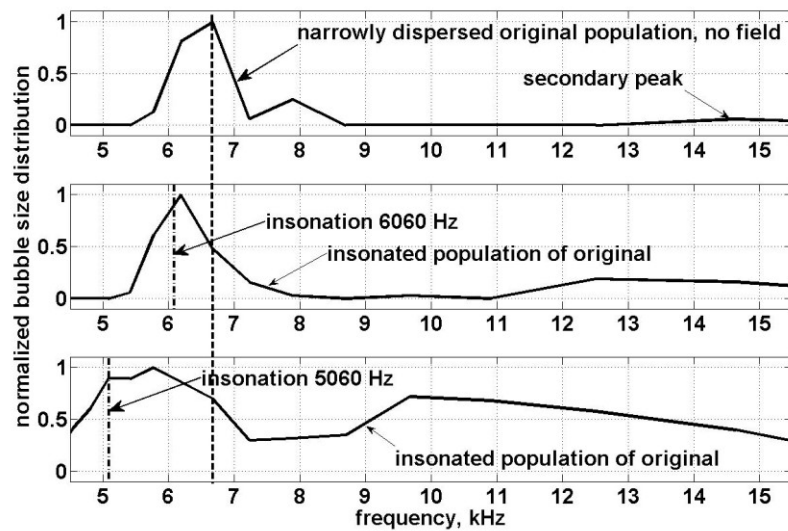 normalized bubble size distribution
1
0.5
0
narrowly dispersed original population, no field
secondary peak
5 6 7 8 9 10 11 12 13 14 15
1
0.5
0
insonation 6060 Hz
insonated population of original
5 6 7 8 9 10 11 12 13 14 15
1
0.5
0
insonation 5060 Hz
insonated population of original
5 6 7 8 9 10 11 12 13 14 15
frequency, kHz